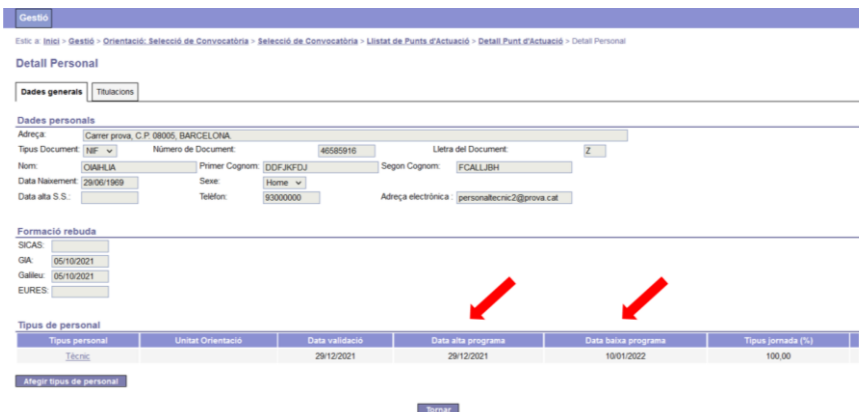 Gestió
Estic a: Inici > Gestió > Orientació: Selecció de Convocatòria > Selecció de Convocatòria > Llistat de Punts d'Actuació > Detall Punt d'Actuació > Detall Personal
Detall Personal
Dades generals Titulacions
Dades personals
Adreça: Carrer prova, C.P. 08005, BARCELONA.
Tipus Document: NIF Número de Document: 46585916 Lletra del Document: Z
Nom: OIAIHLIA Primer Cognom: DDFJKFDJ Segon Cognom: FCALLJBH
Data Naixement: 29/06/1969 Sexe: Home
Data alta S.S.: Telèfon: 93000000 Adreça electrònica : personaltecnic2@prova.cat
Formació rebuda
SICAS:
GIA: 05/10/2021
Galileu: 05/10/2021
EURES:
Tipus de personal
Tipus personal Unitat Orientació Data validació Data alta programa Data baixa programa Tipus jornada (%)
Tècnic 29/12/2021 29/12/2021 10/01/2022 100,00
Afegir tipus de personal
Tornar